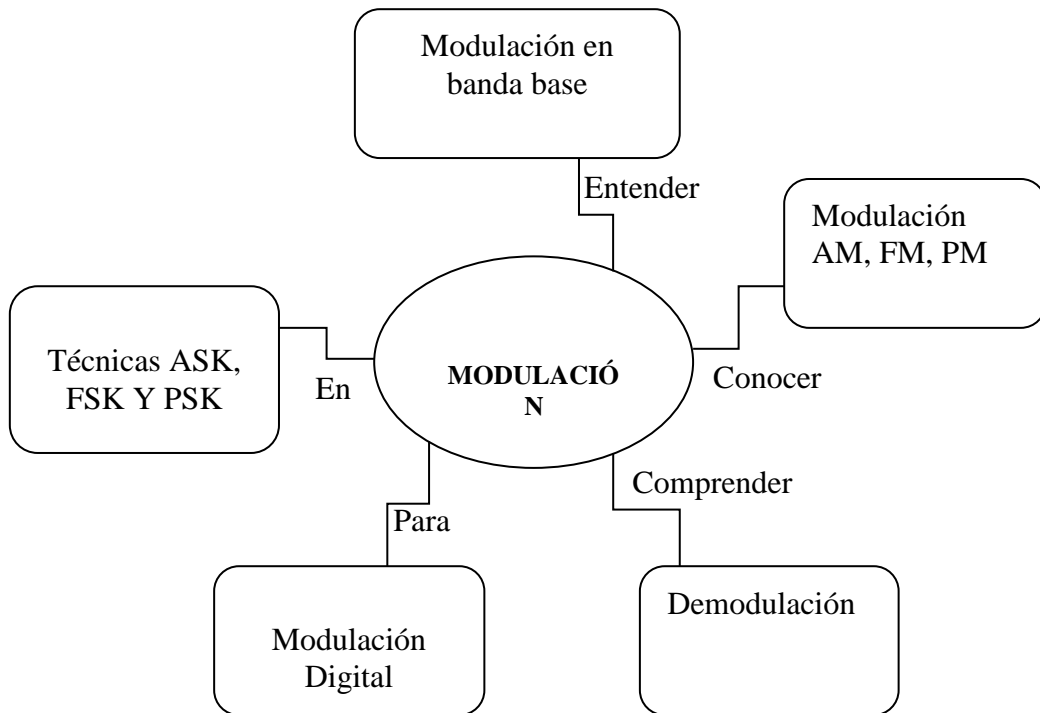 Modulación en
banda base
Entender
Modulación
AM, FM, PM
Técnicas ASK,
FSK Y PSK
En
MODULACIÓ
N
Conocer
Comprender
Para
Modulación
Digital
Demodulación